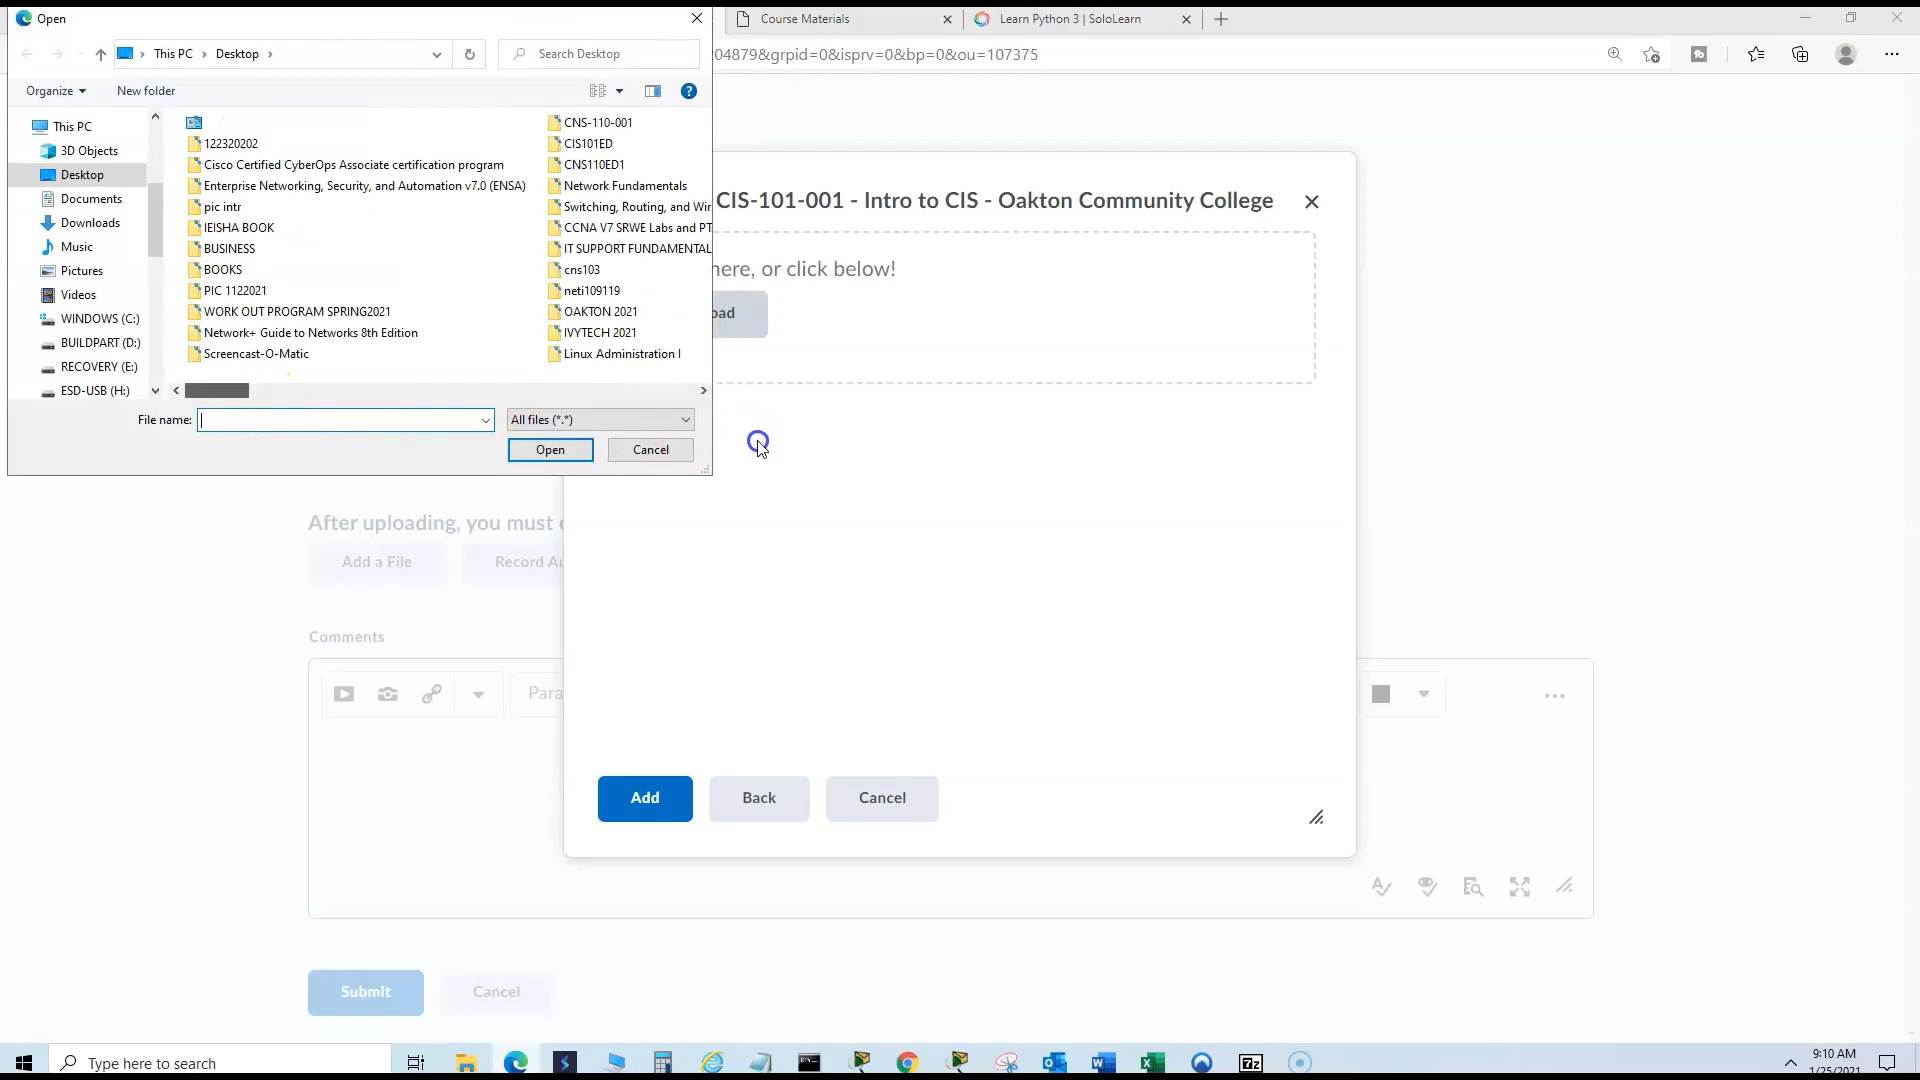 Open
Course Materials
Learn Python 3 | SoloLearn
This PC
Desktop
Search Desktop
04879&grpid=0&isprv=0&bp=0&ou=107375
Organize
New folder
This PC
3D Objects
Desktop
Documents
Downloads
Music
Pictures
Videos
WINDOWS (C:)
BUILDPART (D:)
RECOVERY (E:)
ESD-USB (H:)
122320202
Cisco Certified CyberOps Associate certification program
Enterprise Networking, Security, and Automation v7.0 (ENSA)
pic intr
IEISHA BOOK
BUSINESS
BOOKS
PIC 1122021
WORK OUT PROGRAM SPRING2021
Network+ Guide to Networks 8th Edition
Screencast-O-Matic
CNS-110-001
CIS101ED
CNS110ED1
Network Fundamentals
Switching, Routing, and Wir
CCNA V7 SRWE Labs and PT
IT SUPPORT FUNDAMENTAL
cns103
neti109119
OAKTON 2021
IVYTECH 2021
Linux Administration I
File name:
All files (*.*)
Open
Cancel
CIS-101-001 - Intro to CIS - Oakton Community College
here, or click below!
oad
After uploading, you must
Add a File
Record Au
Comments
Para
Add
Back
Cancel
Submit
Cancel
Type here to search
7z
9:10 AM
1/25/2021